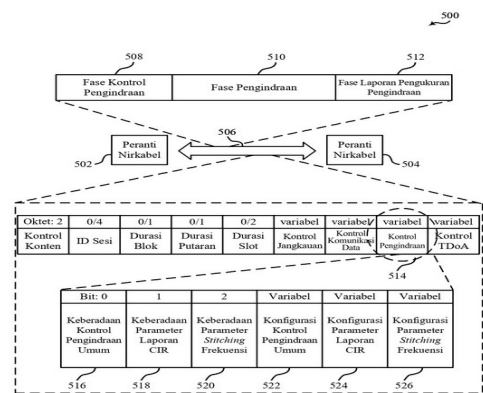 500
508
510
512
Fase Kontrol
Pengindraan
Fase Pengindraan
Fase Laporan Pengukuran
Pengindraan
506
Peranti
Nirkabel
502
Peranti
Nirkabel
504
Oktet: 2 0/4 0/1 0/1 0/2 variabel variabel variabel variabel
Kontrol
Konten
ID Sesi
Durasi
Blok
Durasi
Putaran
Durasi
Slot
Kontrol
Jangkauan
Kontrol
Komunikasi
Data
Kontrol
Pengindraan
Kontrol
TDoA
514
Bit: 0 1 2 Variabel Variabel Variabel
Keberadaan
Kontrol
Pengindraan
Umum
Keberadaan
Parameter
Laporan
CIR
Keberadaan
Parameter
Stitching
Frekuensi
Konfigurasi
Kontrol
Pengindraan
Umum
Konfigurasi
Parameter
Laporan
CIR
Konfigurasi
Parameter
Stitching
Frekuensi
516 518 520 522 524 526